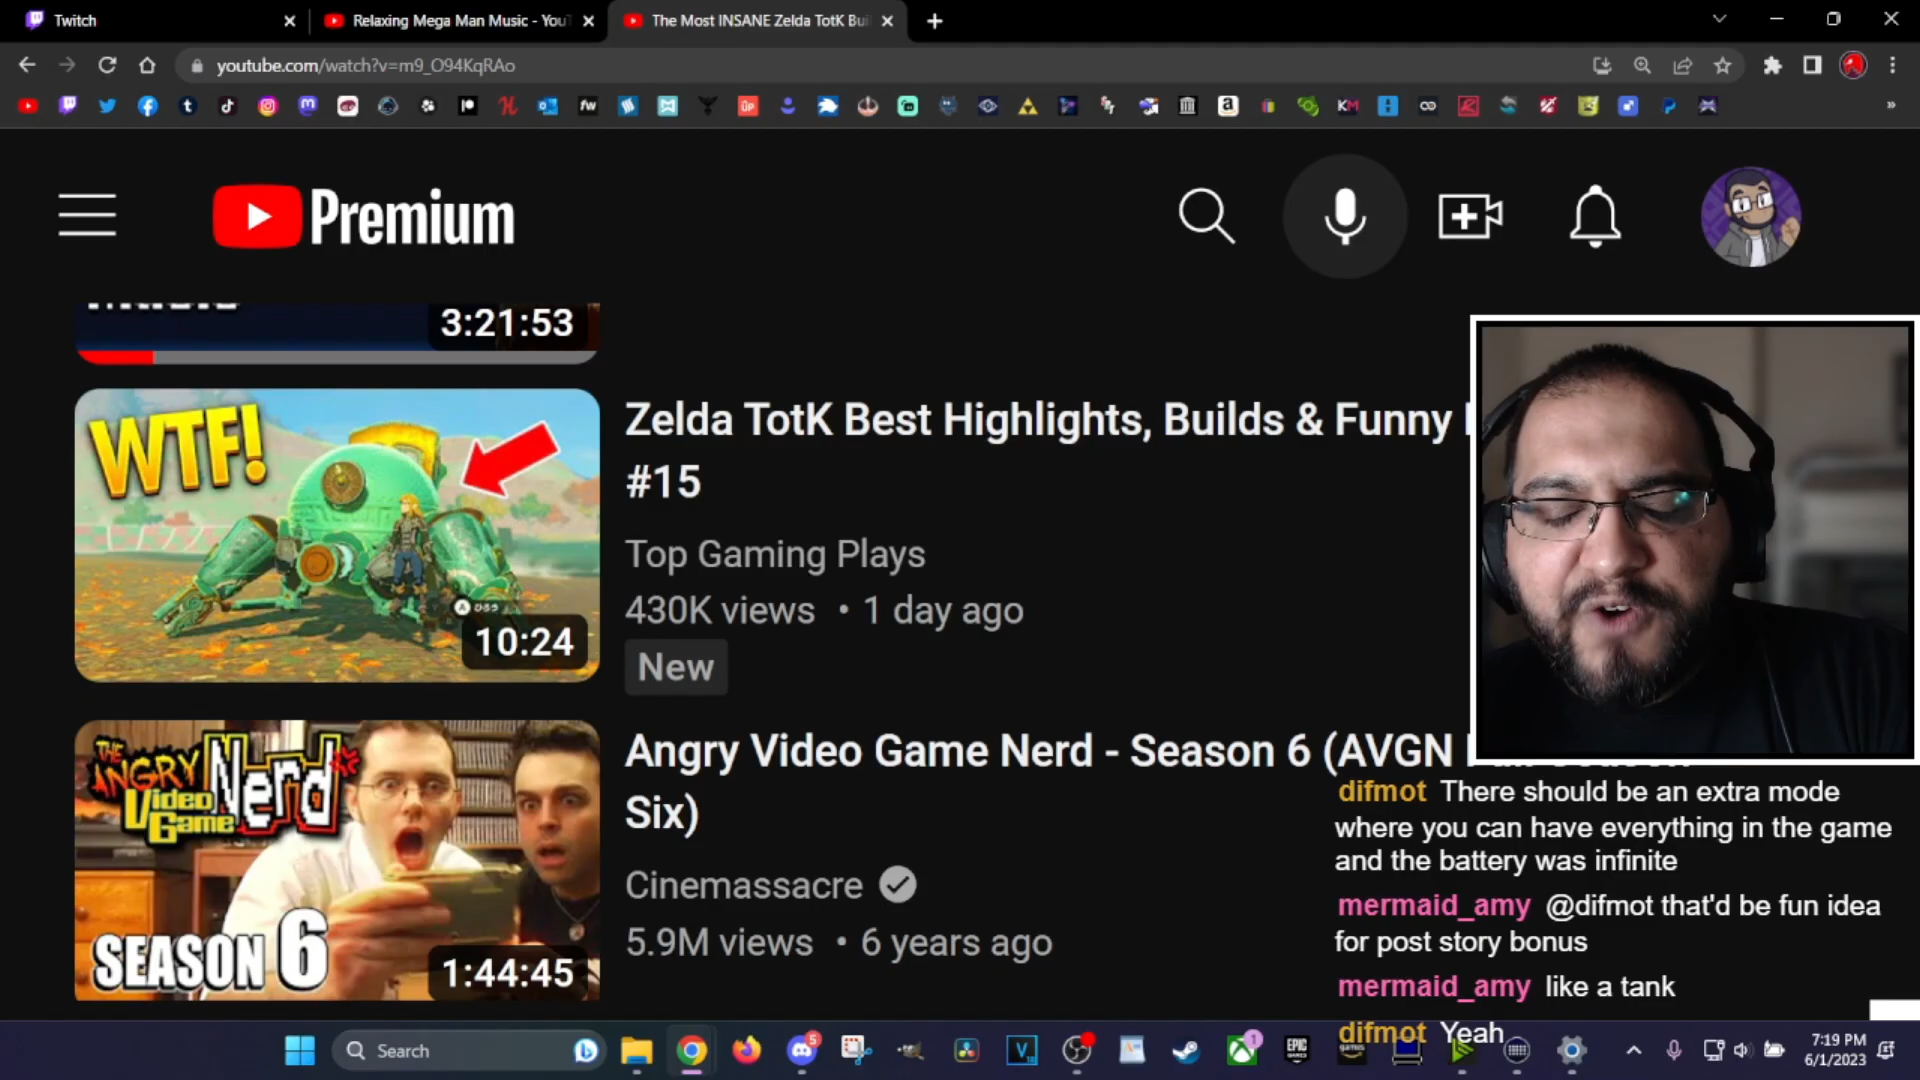 Twitch
Relaxing Mega Man Music - YouT
The Most INSANE Zelda TotK Bui
youtube.com/watch?v=m9_O94KqRAo
Premium
3:21:53
WTF!
10:24
Zelda TotK Best Highlights, Builds & Funny
#15
Top Gaming Plays
430K views • 1 day ago
New
THE ANGRY
Video
Game
Nerd
SEASON 6
1:44:45
Angry Video Game Nerd - Season 6 (AVGN
Six)
Cinemassacre
5.9M views • 6 years ago
difmot There should be an extra mode
where you can have everything in the game
and the battery was infinite
mermaid_amy @difmot that'd be fun idea
for post story bonus
mermaid_amy like a tank
difmot Yeah
Search
5
1
EPIC
7:19 PM
6/1/2023